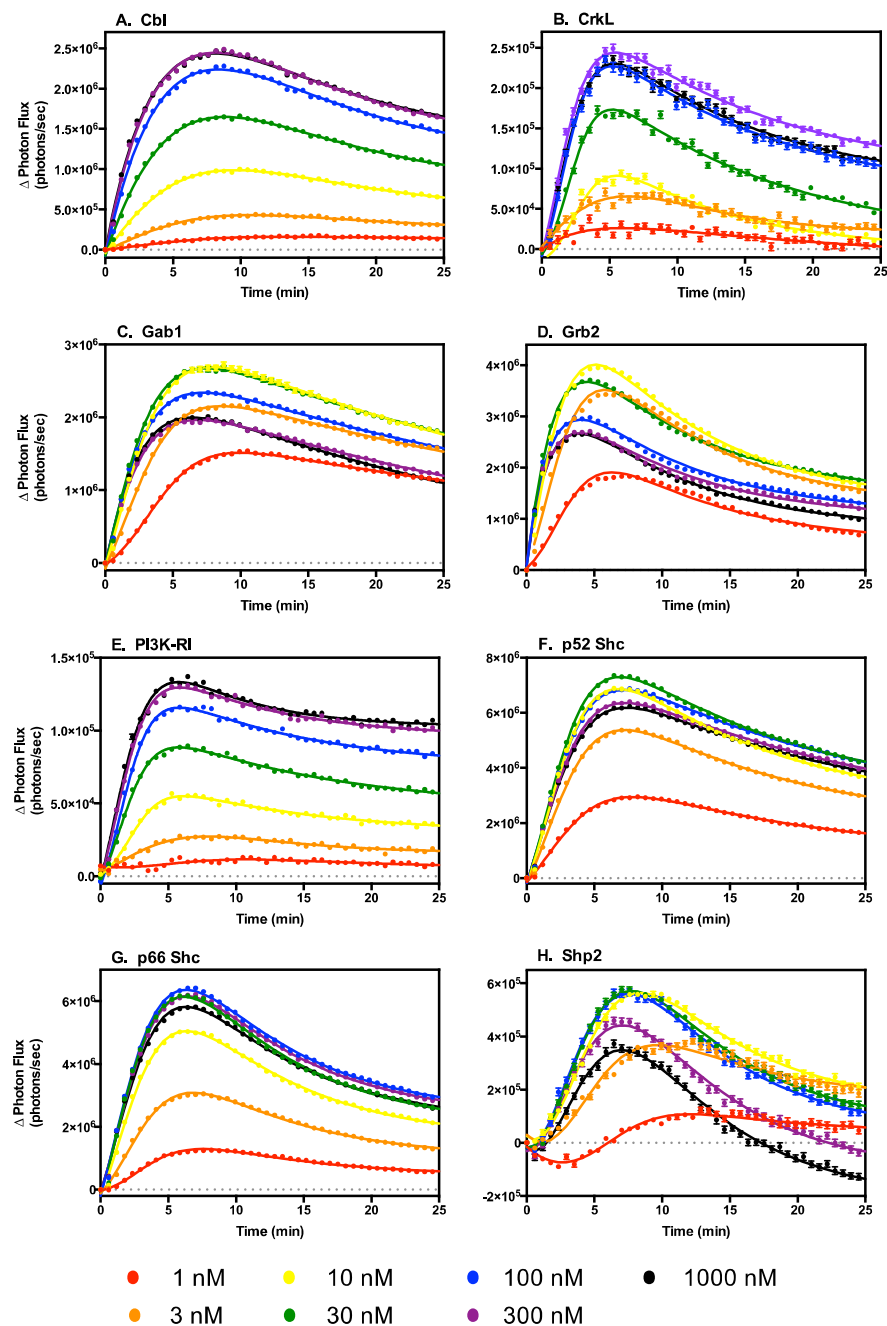 A. Cbl
2.5×10⁶
2.0×10⁶
1.5×10⁶
1.0×10⁶
5.0×10⁵
0.0
0 5 10 15 20 25
Time (min)
Δ Photon Flux
(photons/sec)
B. CrkL
2.5×10⁵
2.0×10⁵
1.5×10⁵
1.0×10⁵
5.0×10⁴
0.0
0 5 10 15 20 25
Time (min)
C. Gab1
3×10⁶
2×10⁶
1×10⁶
0
0 5 10 15 20 25
Time (min)
Δ Photon Flux
(photons/sec)
D. Grb2
4×10⁶
3×10⁶
2×10⁶
1×10⁶
0
0 5 10 15 20 25
Time (min)
E. PI3K-RI
1.5×10⁵
1.0×10⁵
5.0×10⁴
0.0
0 5 10 15 20 25
Time (min)
Δ Photon Flux
(photons/sec)
F. p52 Shc
8×10⁶
6×10⁶
4×10⁶
2×10⁶
0
0 5 10 15 20 25
Time (min)
G. p66 Shc
6×10⁶
4×10⁶
2×10⁶
0
0 5 10 15 20 25
Time (min)
Δ Photon Flux
(photons/sec)
H. Shp2
6×10⁵
4×10⁵
2×10⁵
0
-2×10⁵
0 5 10 15 20 25
Time (min)
1 nM 10 nM 100 nM 1000 nM
3 nM 30 nM 300 nM